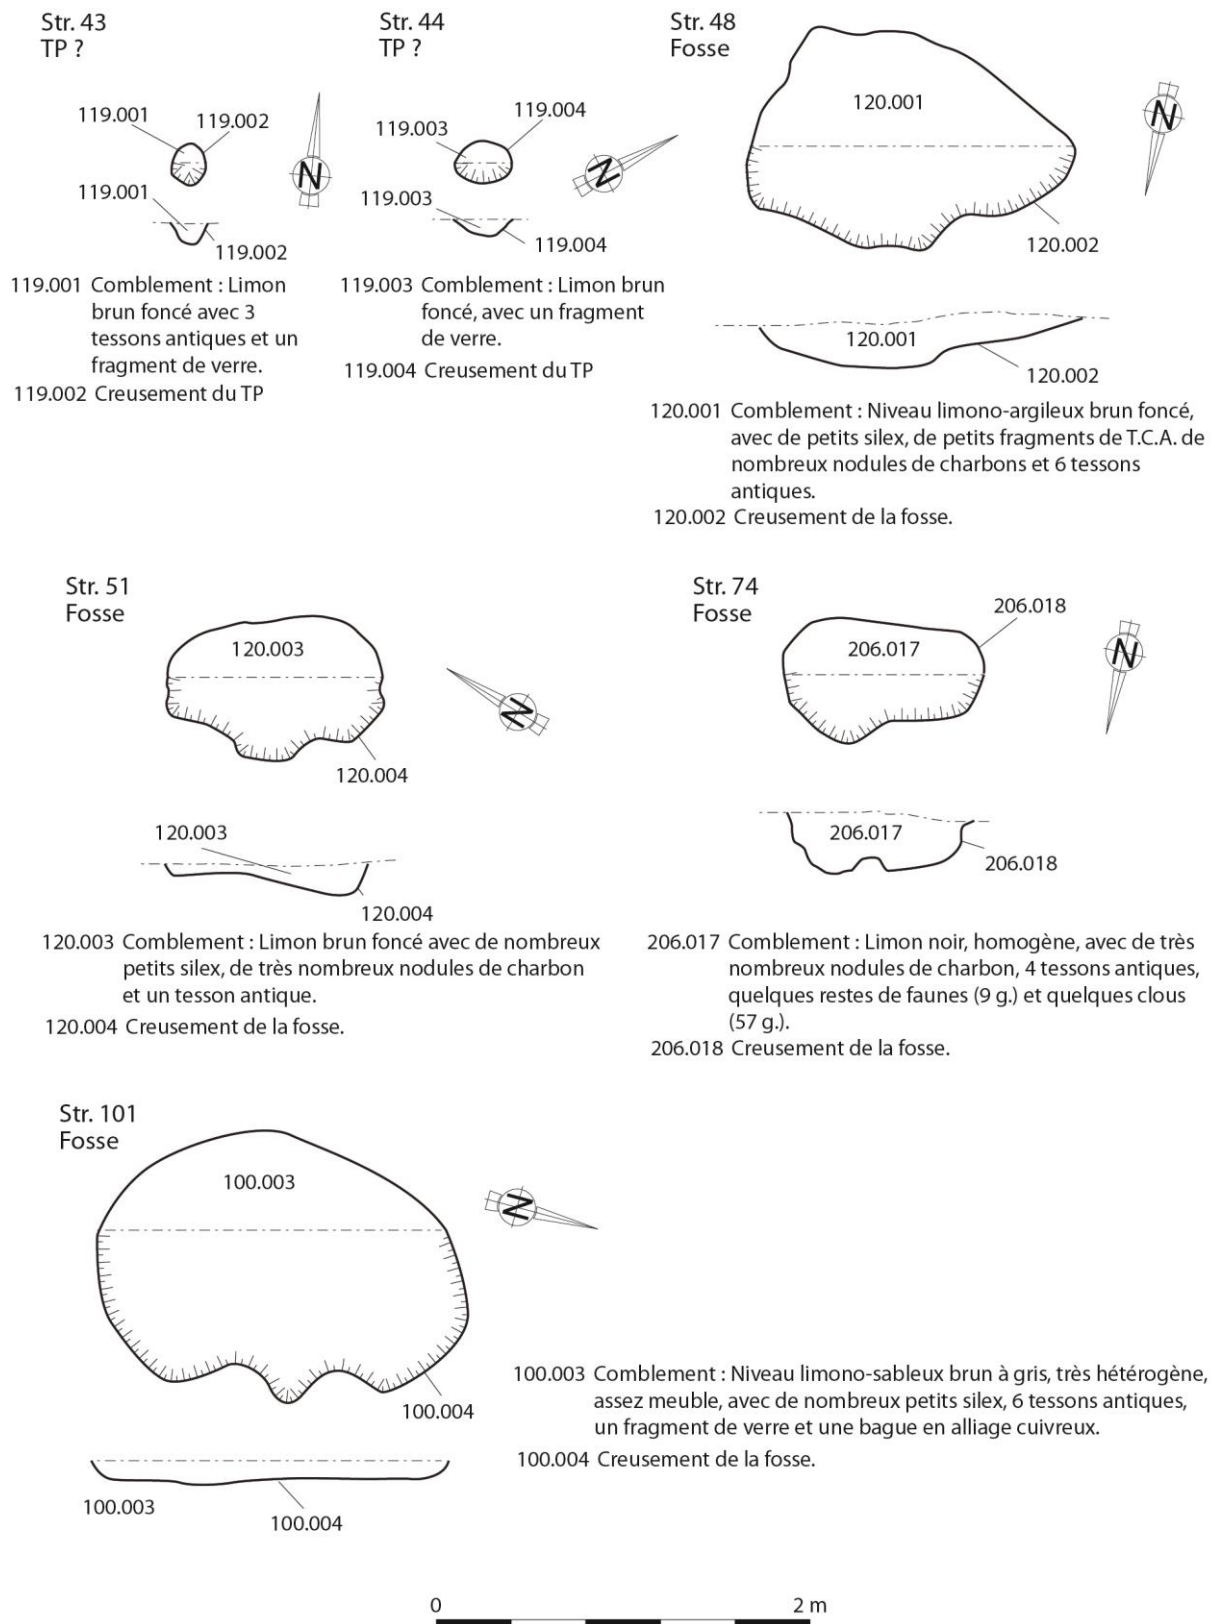 Str. 43
TP ?
119.001
119.002
N
119.001
119.002
119.001 Comblement : Limon
brun foncé avec 3
tessons antiques et un
fragment de verre.
119.002 Creusement du TP
Str. 44
TP ?
119.003
119.004
N
119.003
119.004
119.003 Comblement : Limon brun
foncé, avec un fragment
de verre.
119.004 Creusement du TP
Str. 48
Fosse
120.001
N
120.002
120.001
120.002
120.001 Comblement : Niveau limono-argileux brun foncé,
avec de petits silex, de petits fragments de T.C.A. de
nombreux nodules de charbons et 6 tessons
antiques.
120.002 Creusement de la fosse.
Str. 51
Fosse
120.003
N
120.004
120.003
120.004
120.003 Comblement : Limon brun foncé avec de nombreux
petits silex, de très nombreux nodules de charbon
et un tesson antique.
120.004 Creusement de la fosse.
Str. 74
Fosse
206.018
206.017
N
206.017
206.018
206.017 Comblement : Limon noir, homogène, avec de très
nombreux nodules de charbon, 4 tessons antiques,
quelques restes de faunes (9 g.) et quelques clous
(57 g.).
206.018 Creusement de la fosse.
Str. 101
Fosse
100.003
N
100.004
100.003
100.004
100.003 Comblement : Niveau limono-sableux brun à gris, très hétérogène,
assez meuble, avec de nombreux petits silex, 6 tessons antiques,
un fragment de verre et une bague en alliage cuivreux.
100.004 Creusement de la fosse.
0 2 m